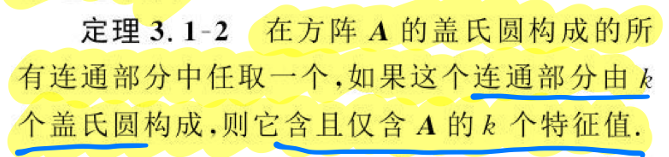 定理 3.1-2 在方阵 A 的盖氏圆构成的所
有连通部分中任取一个,如果这个连通部分由 k
个盖氏圆构成,则它含且仅含 A 的 k 个特征值.